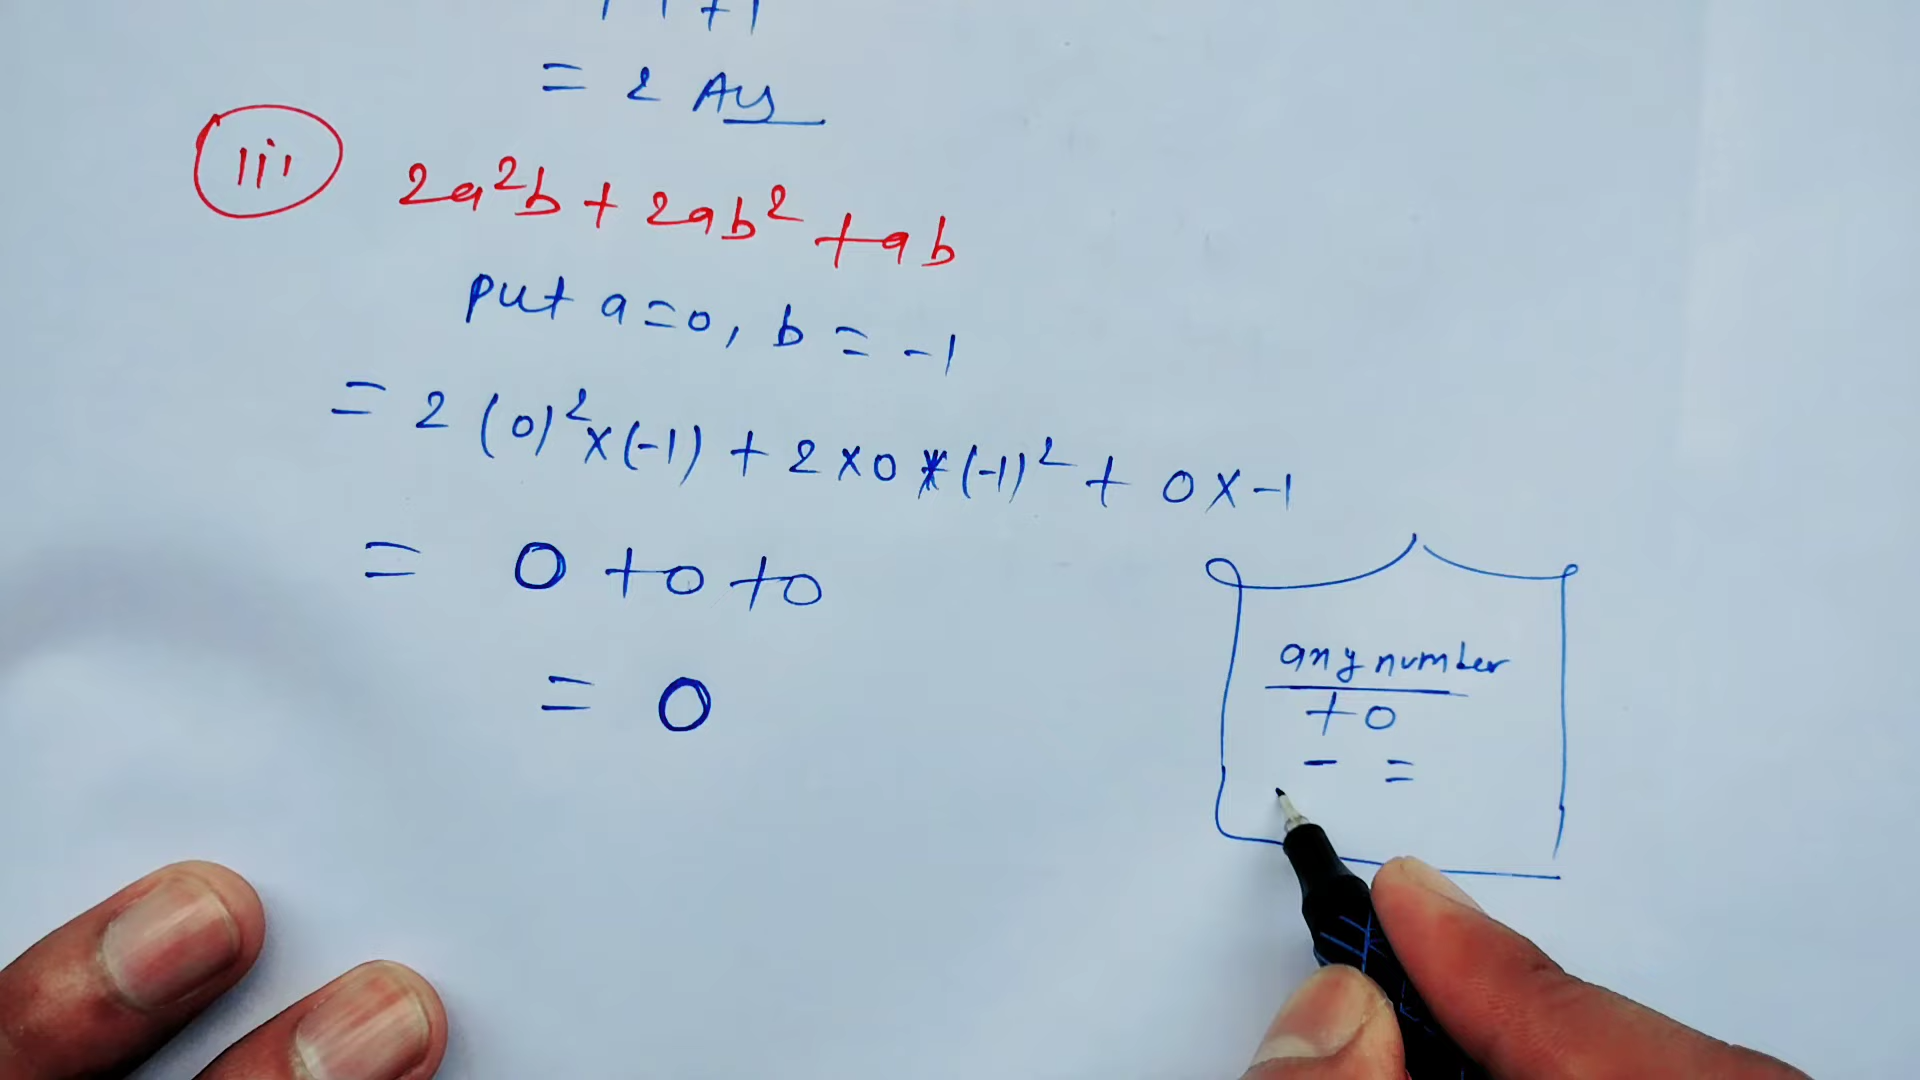 = 2 Ans
iii 2a²b + 2ab² + ab
put a=0, b = -1
= 2 (0)² × (-1) + 2 × 0 × (-1)² + 0 × -1
= 0 + 0 + 0
= 0
any number
+ 0
- =